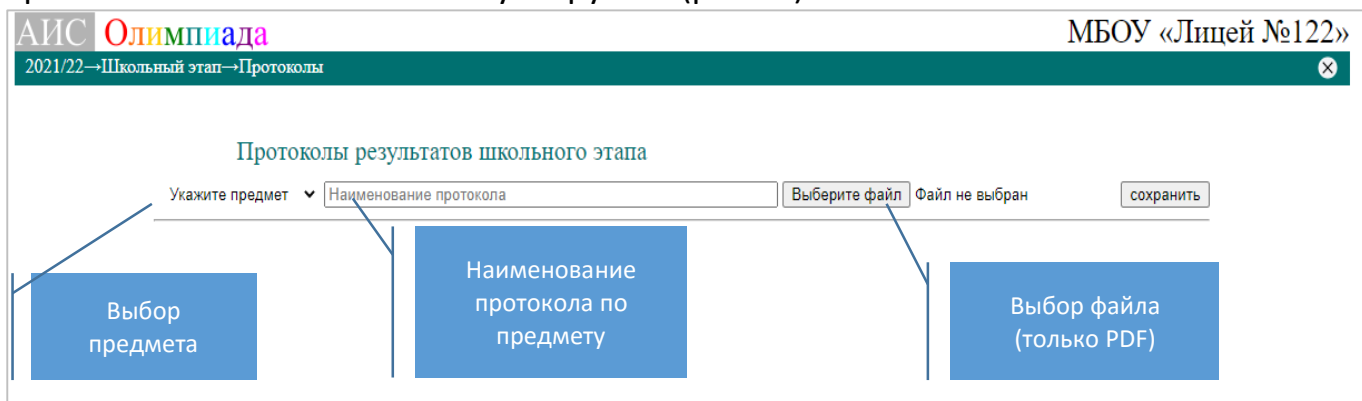 АИС Олимпиада
МБОУ «Лицей №122»
2021/22→Школьный этап→Протоколы
Протоколы результатов школьного этапа
Укажите предмет
Наименование протокола
Выберите файл
Файл не выбран
сохранить
Выбор
предмета
Наименование
протокола по
предмету
Выбор файла
(только PDF)